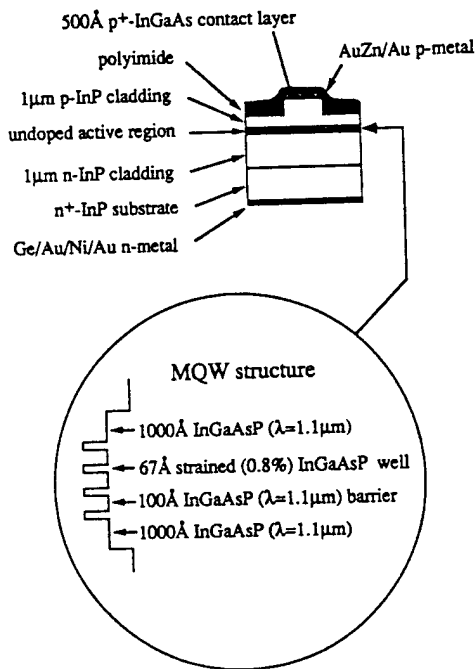 500Å p⁺-InGaAs contact layer
AuZn/Au p-metal
polyimide
1µm p-InP cladding
undoped active region
1µm n-InP cladding
n⁺-InP substrate
Ge/Au/Ni/Au n-metal
MQW structure
1000Å InGaAsP (λ=1.1µm)
67Å strained (0.8%) InGaAsP well
100Å InGaAsP (λ=1.1µm) barrier
1000Å InGaAsP (λ=1.1µm)